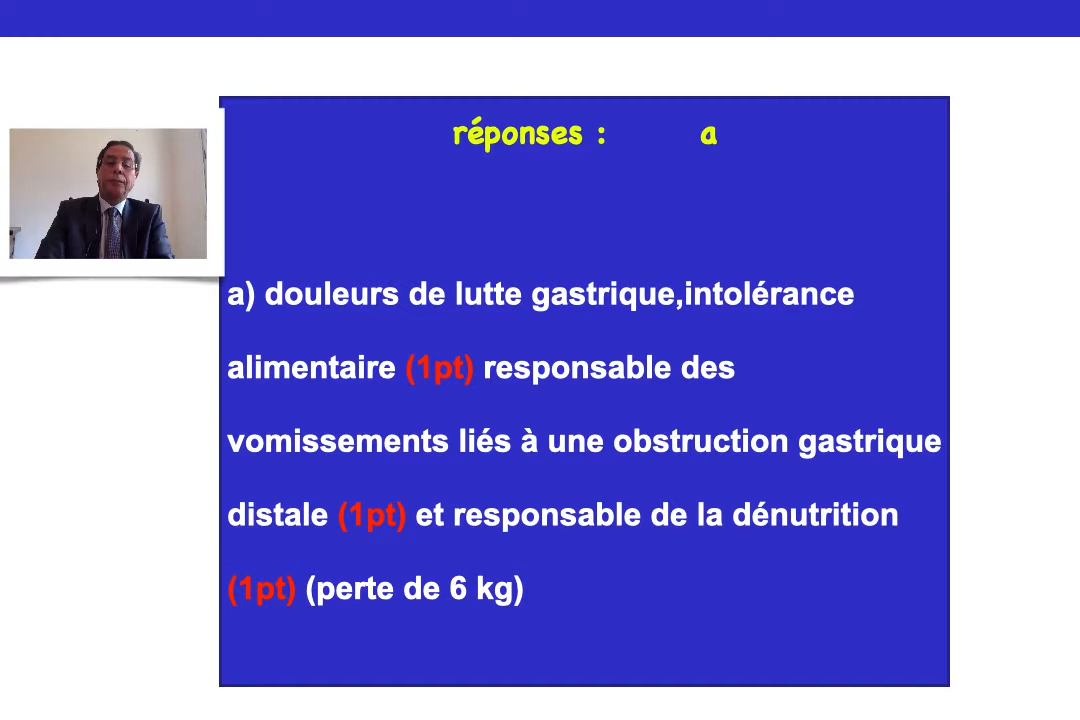 réponses : a
a) douleurs de lutte gastrique,intolérance
alimentaire (1pt) responsable des
vomissements liés à une obstruction gastrique
distale (1pt) et responsable de la dénutrition
(1pt) (perte de 6 kg)